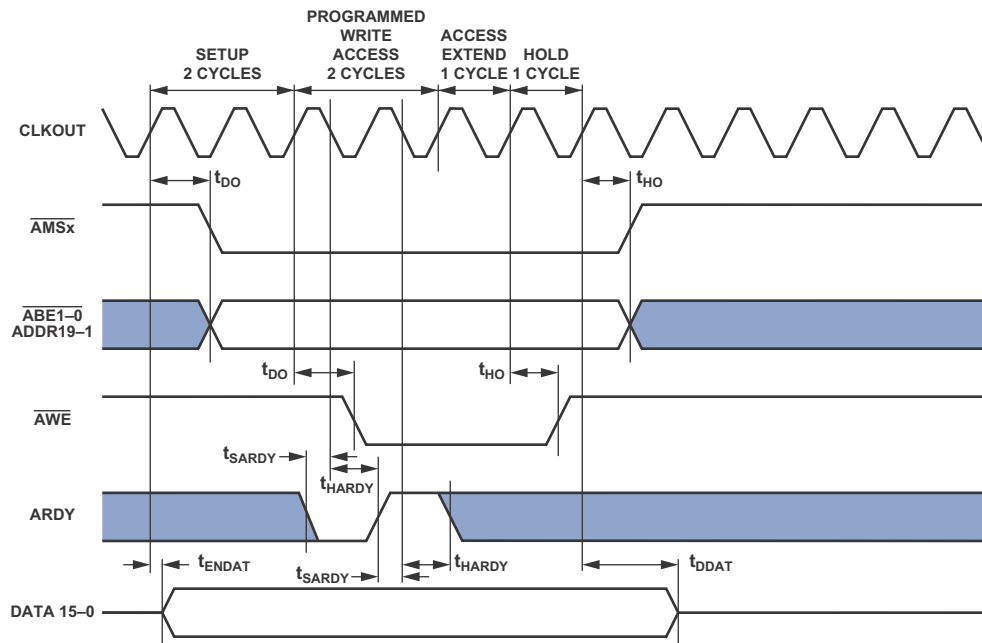 SETUP
2 CYCLES
PROGRAMMED
WRITE
ACCESS
2 CYCLES
ACCESS
EXTEND
1 CYCLE
HOLD
1 CYCLE
CLKOUT
tDO
tHO
AMSx
ABE1–0
ADDR19–1
tDO
tHO
AWE
tSARDY
tHARDY
ARDY
tENDAT
tSARDY
tHARDY
tDDAT
DATA 15–0